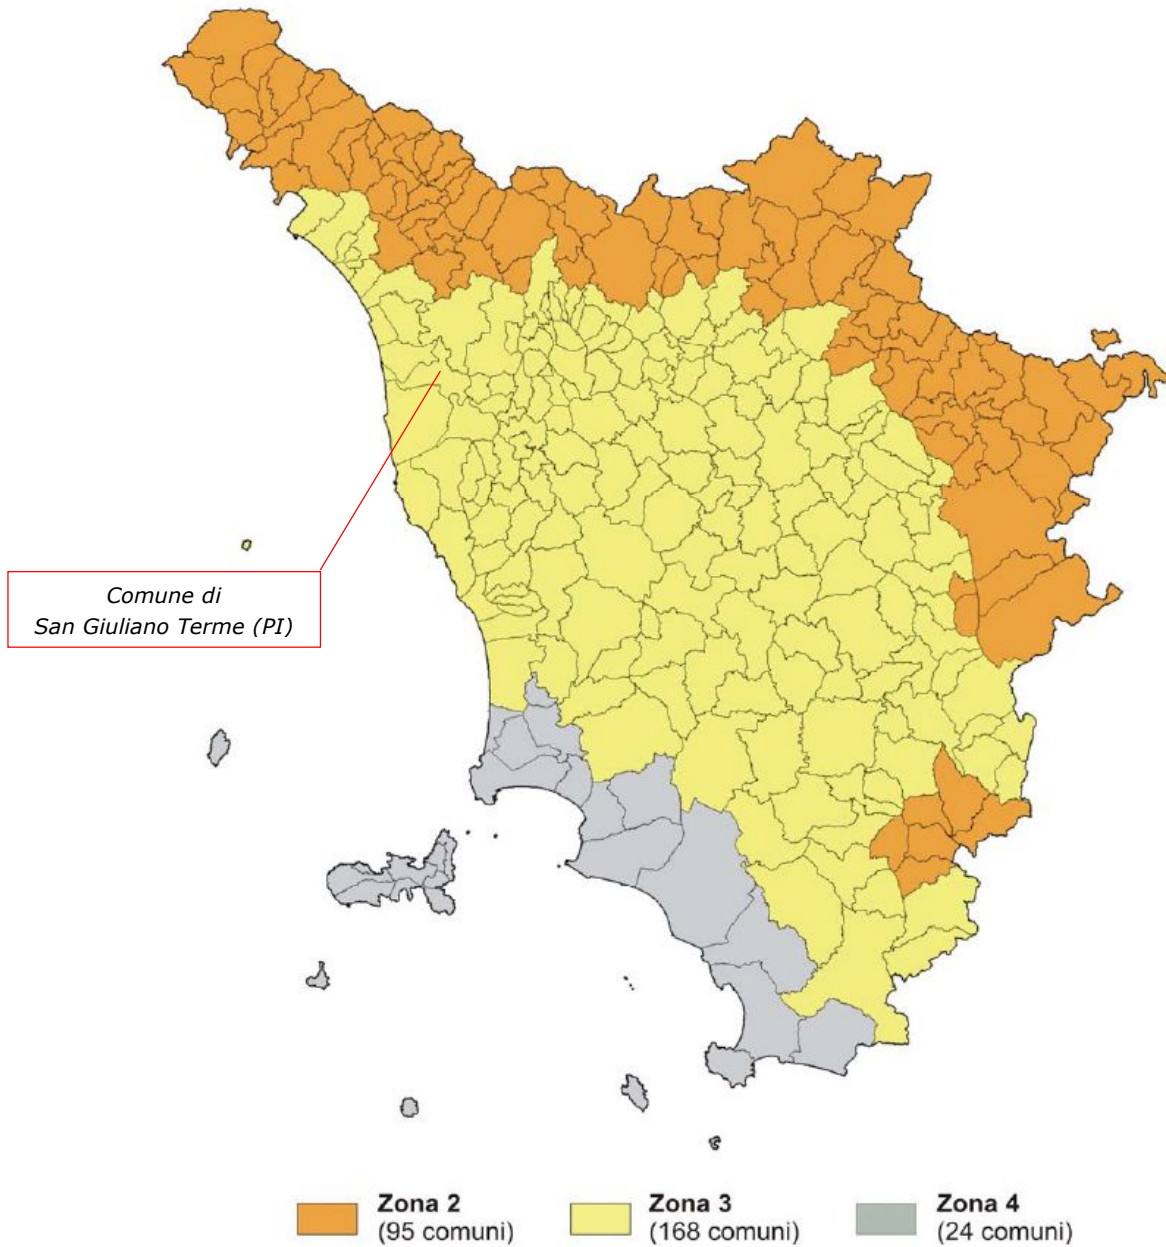 Comune di
San Giuliano Terme (PI)
Zona 2
(95 comuni)
Zona 3
(168 comuni)
Zona 4
(24 comuni)